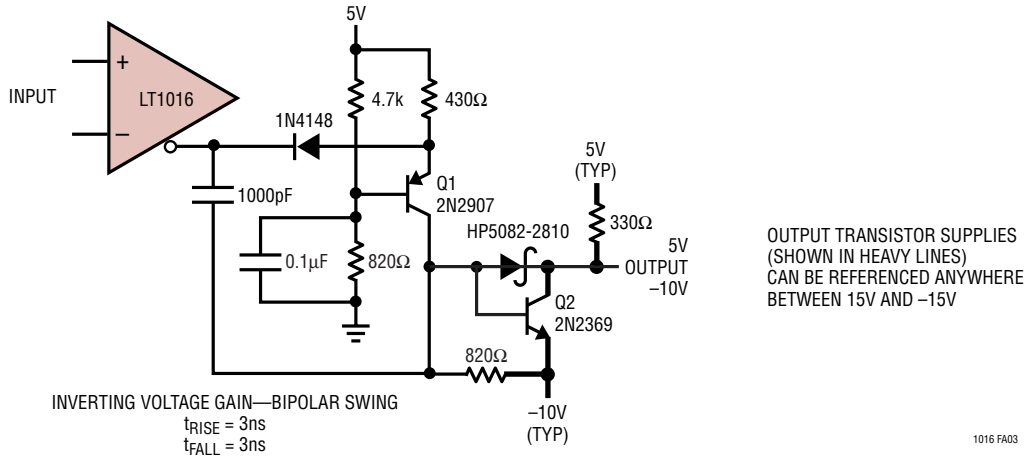 5V
+
INPUT
LT1016
–
1N4148
4.7k
430Ω
Q1
2N2907
1000pF
0.1µF
820Ω
5V
(TYP)
330Ω
HP5082-2810
5V
OUTPUT
–10V
Q2
2N2369
820Ω
–10V
(TYP)
OUTPUT TRANSISTOR SUPPLIES
(SHOWN IN HEAVY LINES)
CAN BE REFERENCED ANYWHERE
BETWEEN 15V AND –15V
INVERTING VOLTAGE GAIN—BIPOLAR SWING
tRISE = 3ns
tFALL = 3ns
1016 FA03